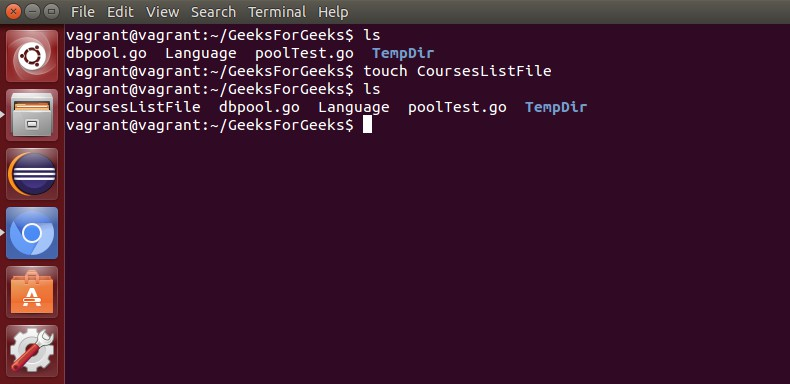 File Edit View Search Terminal Help
vagrant@vagrant:~/GeeksForGeeks$ ls
dbpool.go  Language  poolTest.go  TempDir
vagrant@vagrant:~/GeeksForGeeks$ touch CoursesListFile
vagrant@vagrant:~/GeeksForGeeks$ ls
CoursesListFile  dbpool.go  Language  poolTest.go  TempDir
vagrant@vagrant:~/GeeksForGeeks$